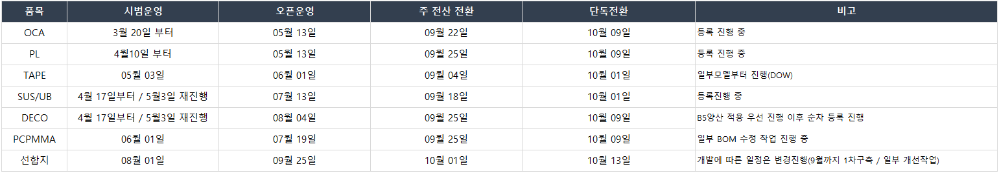 품목 시범운영 오픈운영 주 전산 전환 단독전환 비고
OCA 3월 20일 부터 05월 13일 09월 22일 10월 09일 등록 진행 중
PL 4월10일 부터 05월 13일 09월 25일 10월 09일 등록 진행 중
TAPE 05월 03일 06월 01일 09월 04일 10월 01일 일부모델부터 진행(DOW)
SUS/UB 4월 17일부터 / 5월3일 재진행 07월 13일 09월 18일 10월 01일 등록진행 중
DECO 4월 17일부터 / 5월3일 재진행 08월 04일 09월 25일 10월 09일 B5양산 적용 우선 진행 이후 순차 등록 진행
PCPMMA 06월 01일 07월 19일 09월 25일 10월 09일 일부 BOM 수정 작업 진행 중
선합지 08월 01일 09월 25일 10월 01일 10월 13일 개발에 따른 일정은 변경진행(9월까지 1차구축 / 일부 개선작업)